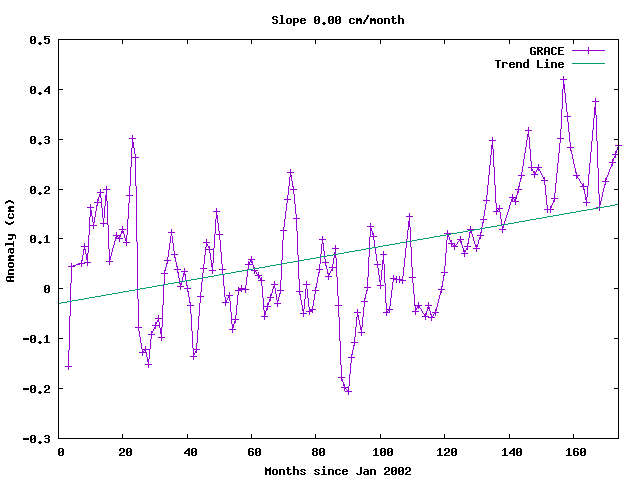 Slope 0.00 cm/month
GRACE
Trend Line
0.5
0.4
0.3
0.2
0.1
0
-0.1
-0.2
-0.3
Anomaly (cm)
0 20 40 60 80 100 120 140 160
Months since Jan 2002